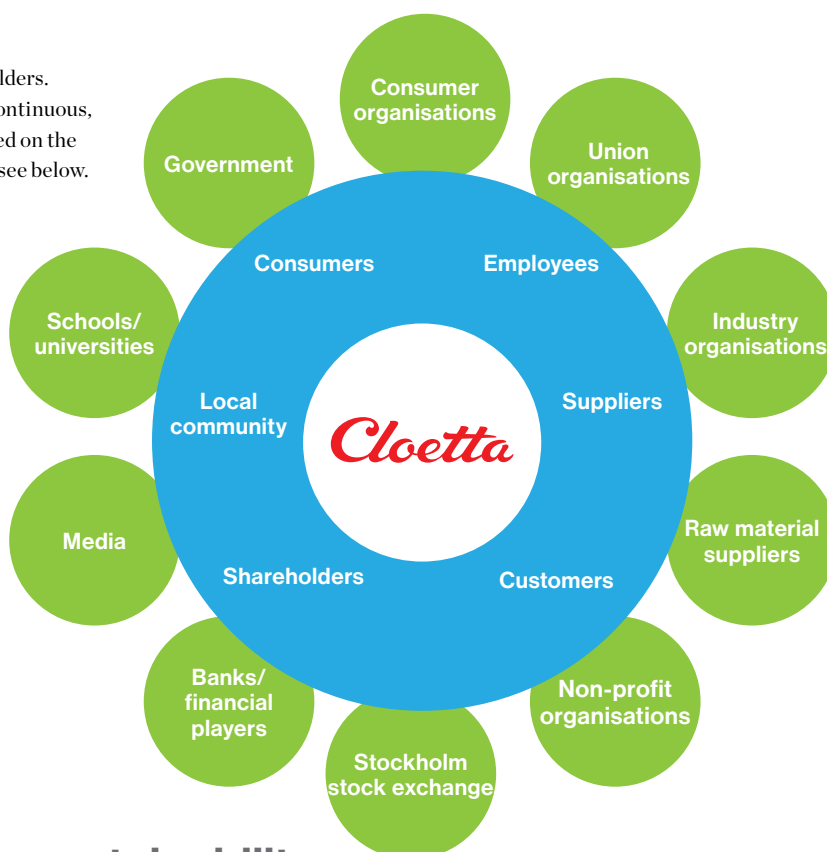 lders.
ontinuous,
ed on the
see below.
Consumer
organisations
Government
Union
organisations
Consumers
Employees
Schools/
universities
Industry
organisations
Local
community
Suppliers
Cloetta
Media
Raw material
suppliers
Shareholders
Customers
Banks/
financial
players
Non-profit
organisations
Stockholm
stock exchange